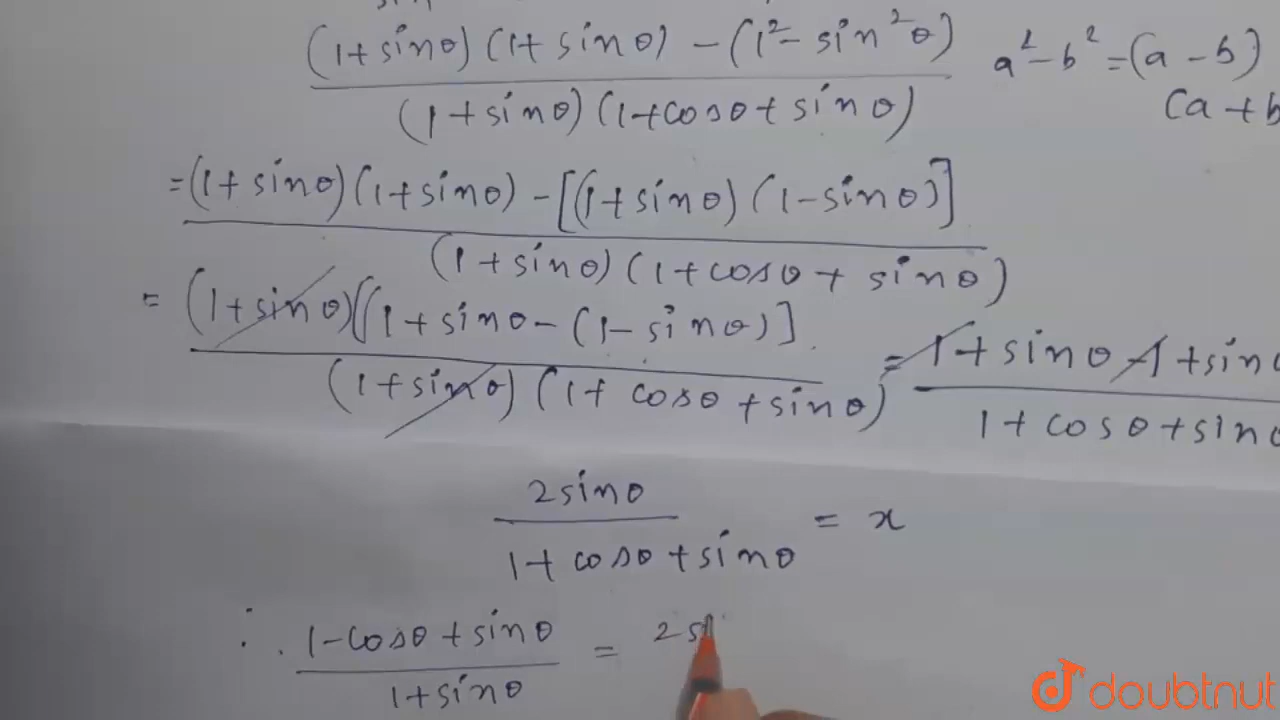 (1+sinθ)(1+sinθ) - (1²- sin²θ)
(1+sinθ)(1+cosθ+sinθ)
a²-b²=(a-b)
(a+b
=(1+sinθ)(1+sinθ) - [(1+sinθ)(1-sinθ)]
(1+sinθ)(1+cosθ+ sinθ)
= (1+sinθ)[(1+sinθ-(1-sinθ)]
(1+sinθ)(1+ cosθ +sinθ)
= 1+sinθ-1+sinθ
1+cosθ+sinθ
2sinθ
1+ cosθ +sinθ
= x
∴ 1-cosθ+sinθ
1+sinθ
= 2s
doubtnut